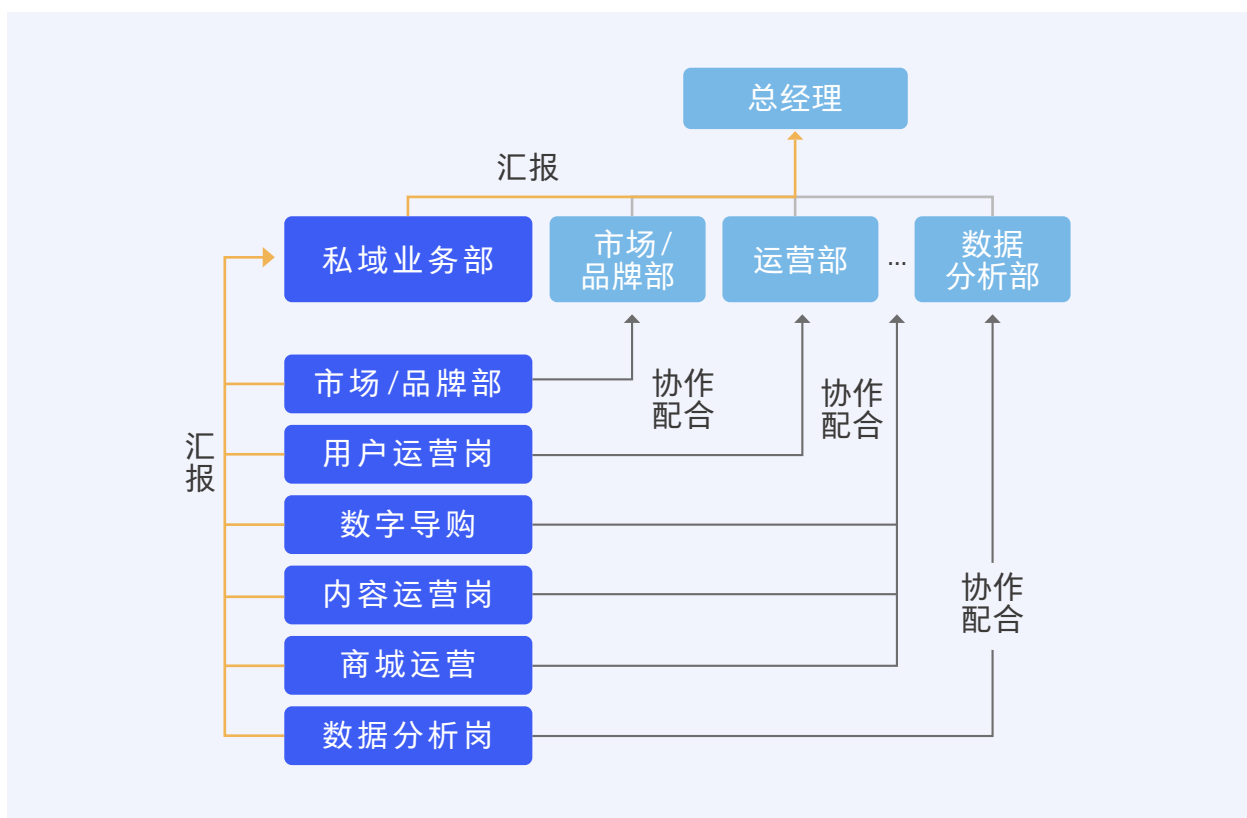 总经理
汇报
私域业务部
市场/
品牌部
运营部
...
数据
分析部
市场/品牌部
协作
配合
协作
配合
用户运营岗
汇
报
数字导购
内容运营岗
协作
配合
商城运营
数据分析岗